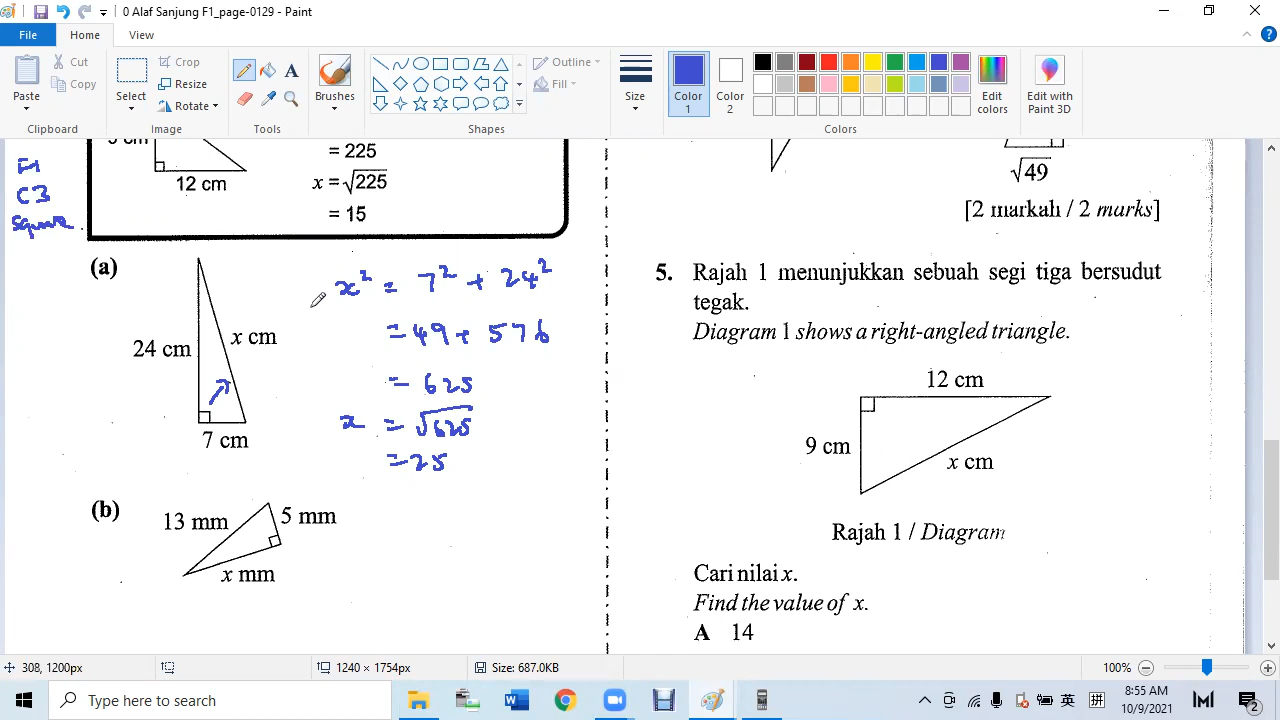 0 Alaf Sanjung F1_page-0129 - Paint
File Home View
Paste Cut Copy Clipboard
Select Crop Resize Rotate Image
Tools
Brushes
Outline Fill Shapes
Size
Color 1 Color 2 Edit colors Edit with Paint 3D Colors
F1
C3
Square
12 cm
= 225
x = √225
= 15
√49
[2 markah / 2 marks]
(a)
24 cm
x cm
7 cm
x² = 7² + 24²
= 49 + 576
= 625
x = √625
= 25
(b)
13 mm
5 mm
x mm
5. Rajah 1 menunjukkan sebuah segi tiga bersudut
tegak.
Diagram 1 shows a right-angled triangle.
12 cm
9 cm
x cm
Rajah 1 / Diagram
Cari nilai x.
Find the value of x.
A 14
308, 1200px
1240 × 1754px
Size: 687.0KB
100%
Type here to search
英
拼
8:55 AM
10/9/2021
2